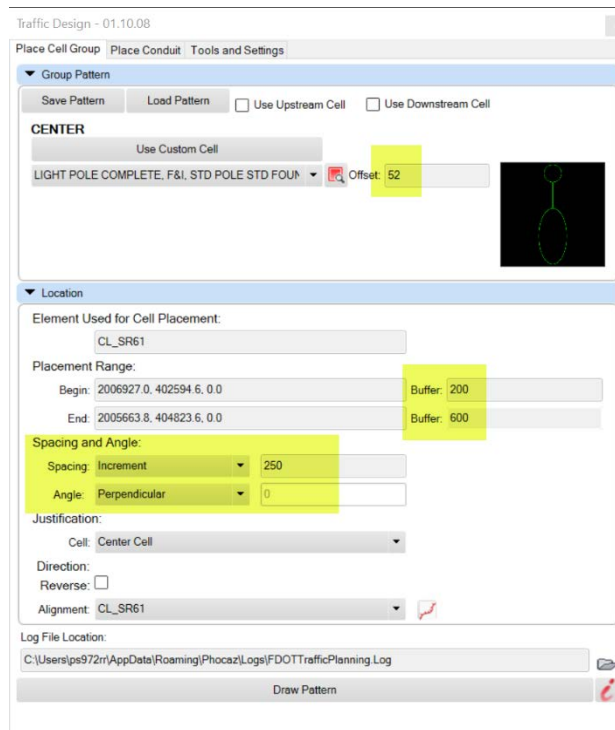 Traffic Design - 01.10.08
Place Cell Group Place Conduit Tools and Settings
Group Pattern
Save Pattern Load Pattern Use Upstream Cell Use Downstream Cell
CENTER
Use Custom Cell
LIGHT POLE COMPLETE, F&I, STD POLE STD FOUN Offset: 52
Location
Element Used for Cell Placement:
CL_SR61
Placement Range:
Begin: 2006927.0, 402594.6, 0.0 Buffer: 200
End: 2005663.8, 404823.6, 0.0 Buffer: 600
Spacing and Angle:
Spacing: Increment 250
Angle: Perpendicular 0
Justification:
Cell: Center Cell
Direction:
Reverse:
Alignment: CL_SR61
Log File Location:
C:\Users\ps972rr\AppData\Roaming\Phocaz\Logs\FDOTTrafficPlanning.Log
Draw Pattern